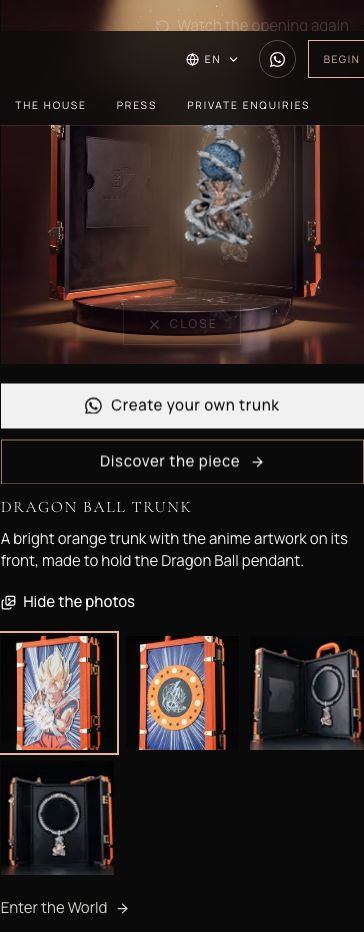 Watch the opening again
EN
BEGIN
THE HOUSE
PRESS
PRIVATE ENQUIRIES
CLOSE
Create your own trunk
Discover the piece
DRAGON BALL TRUNK
A bright orange trunk with the anime artwork on its
front, made to hold the Dragon Ball pendant.
Hide the photos
Enter the World